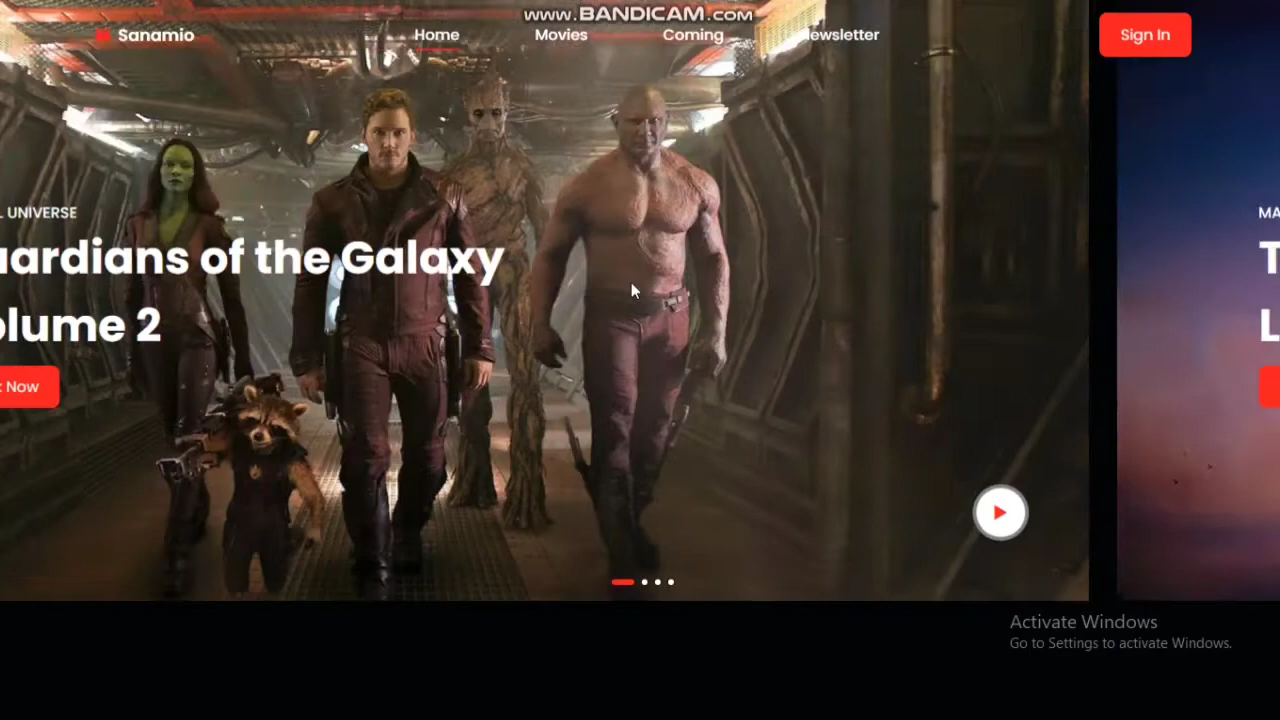 www.BANDICAM.com
Sanamio
Home
Movies
Coming
ewsletter
Sign In
L UNIVERSE
MA
uardians of the Galaxy
T
olume 2
L
k Now
Activate Windows
Go to Settings to activate Windows.